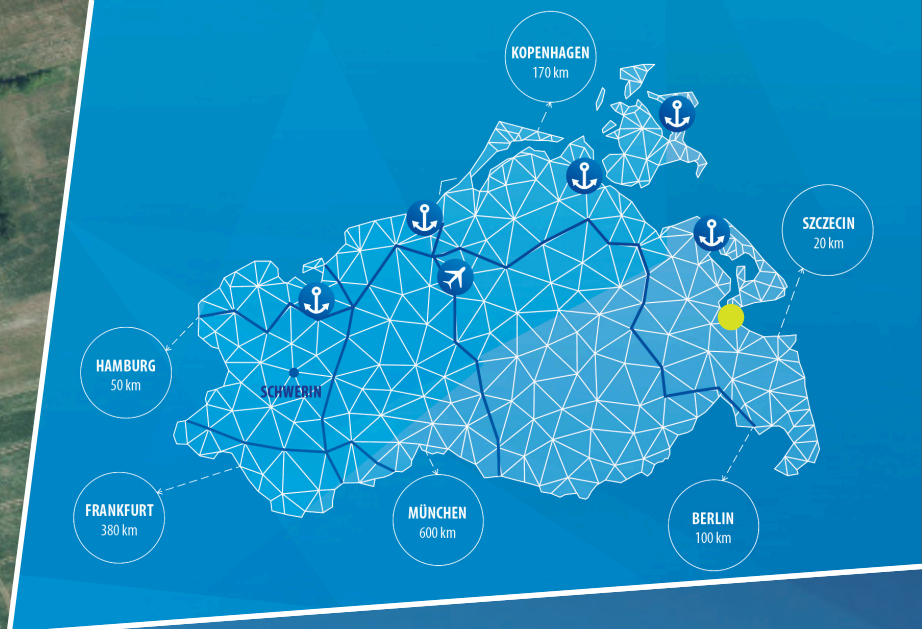 KOPENHAGEN
170 km
SZCZECIN
20 km
HAMBURG
50 km
SCHWERIN
FRANKFURT
380 km
MÜNCHEN
600 km
BERLIN
100 km